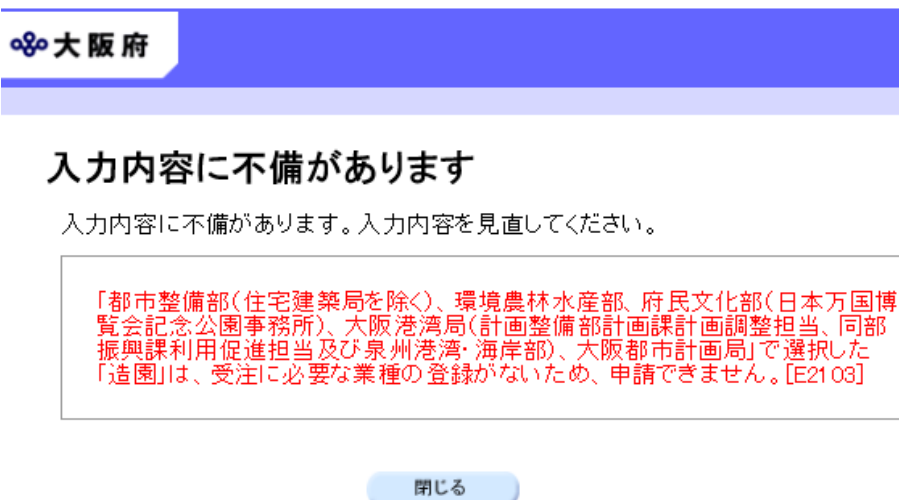 大阪府
入力内容に不備があります
入力内容に不備があります。入力内容を見直してください。
「都市整備部(住宅建築局を除く)、環境農林水産部、府民文化部(日本万国博
覧会記念公園事務所)、大阪港湾局(計画整備部計画課計画調整担当、同部
振興課利用促進担当及び泉州港湾・海岸部)、大阪都市計画局」で選択した
「造園」は、受注に必要な業種の登録がないため、申請できません。[E2103]
閉じる